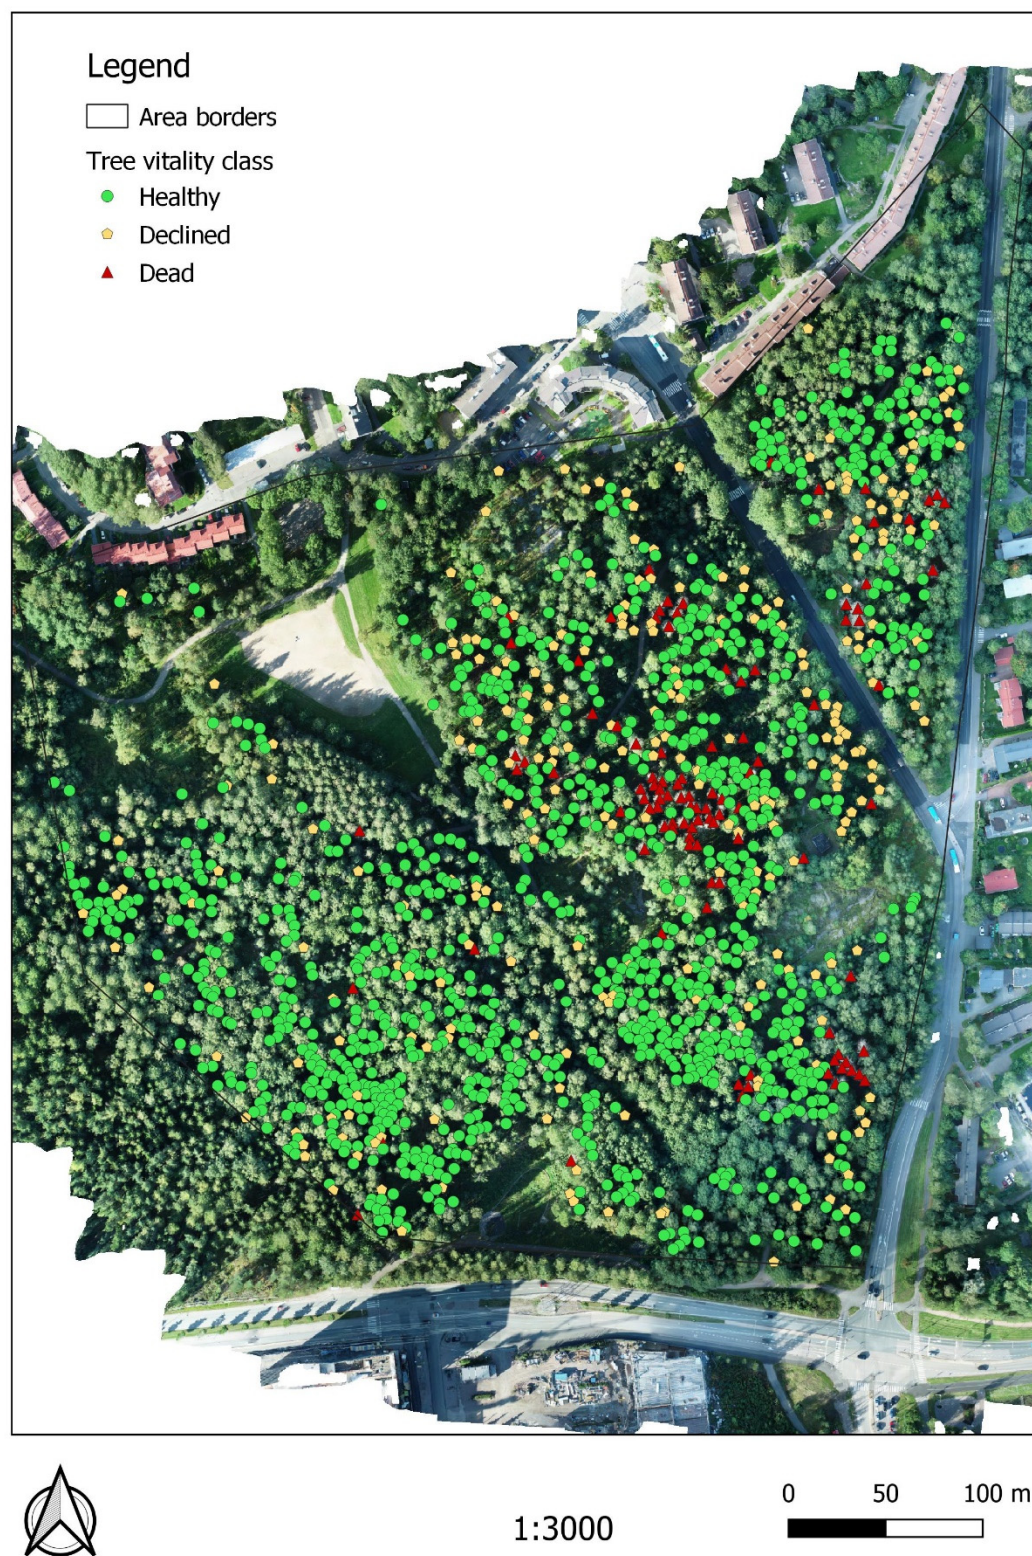 Legend
Area borders
Tree vitality class
Healthy
Declined
Dead
1:3000
0 50 100 m